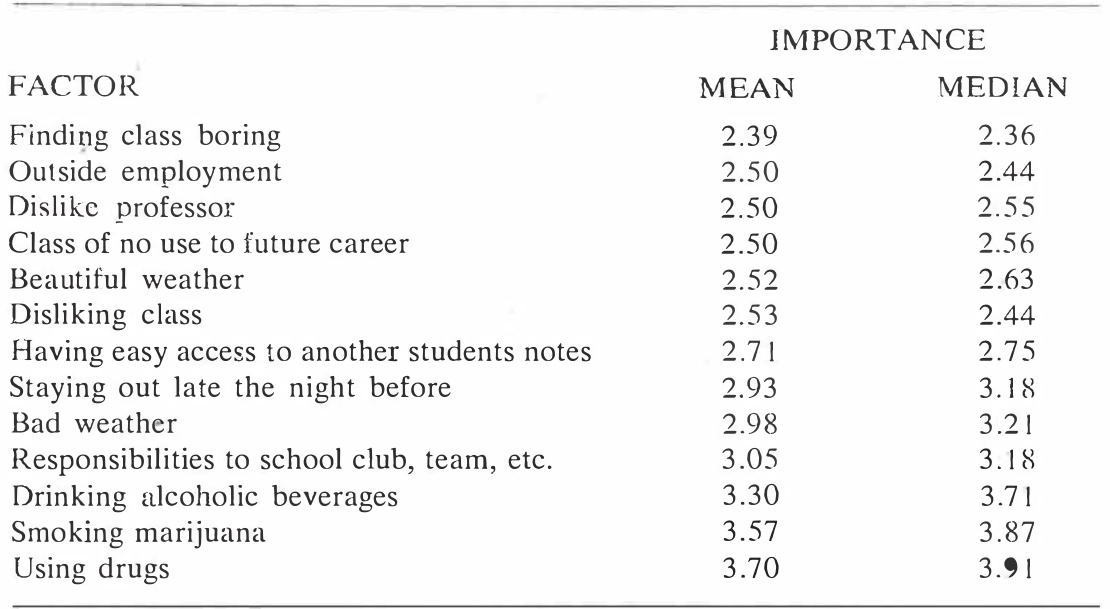 IMPORTANCE
FACTOR MEAN MEDIAN
Finding class boring 2.39 2.36
Outside employment 2.50 2.44
Dislike professor 2.50 2.55
Class of no use to future career 2.50 2.56
Beautiful weather 2.52 2.63
Disliking class 2.53 2.44
Having easy access to another students notes 2.71 2.75
Staying out late the night before 2.93 3.18
Bad weather 2.98 3.21
Responsibilities to school club, team, etc. 3.05 3.18
Drinking alcoholic beverages 3.30 3.71
Smoking marijuana 3.57 3.87
Using drugs 3.70 3.91